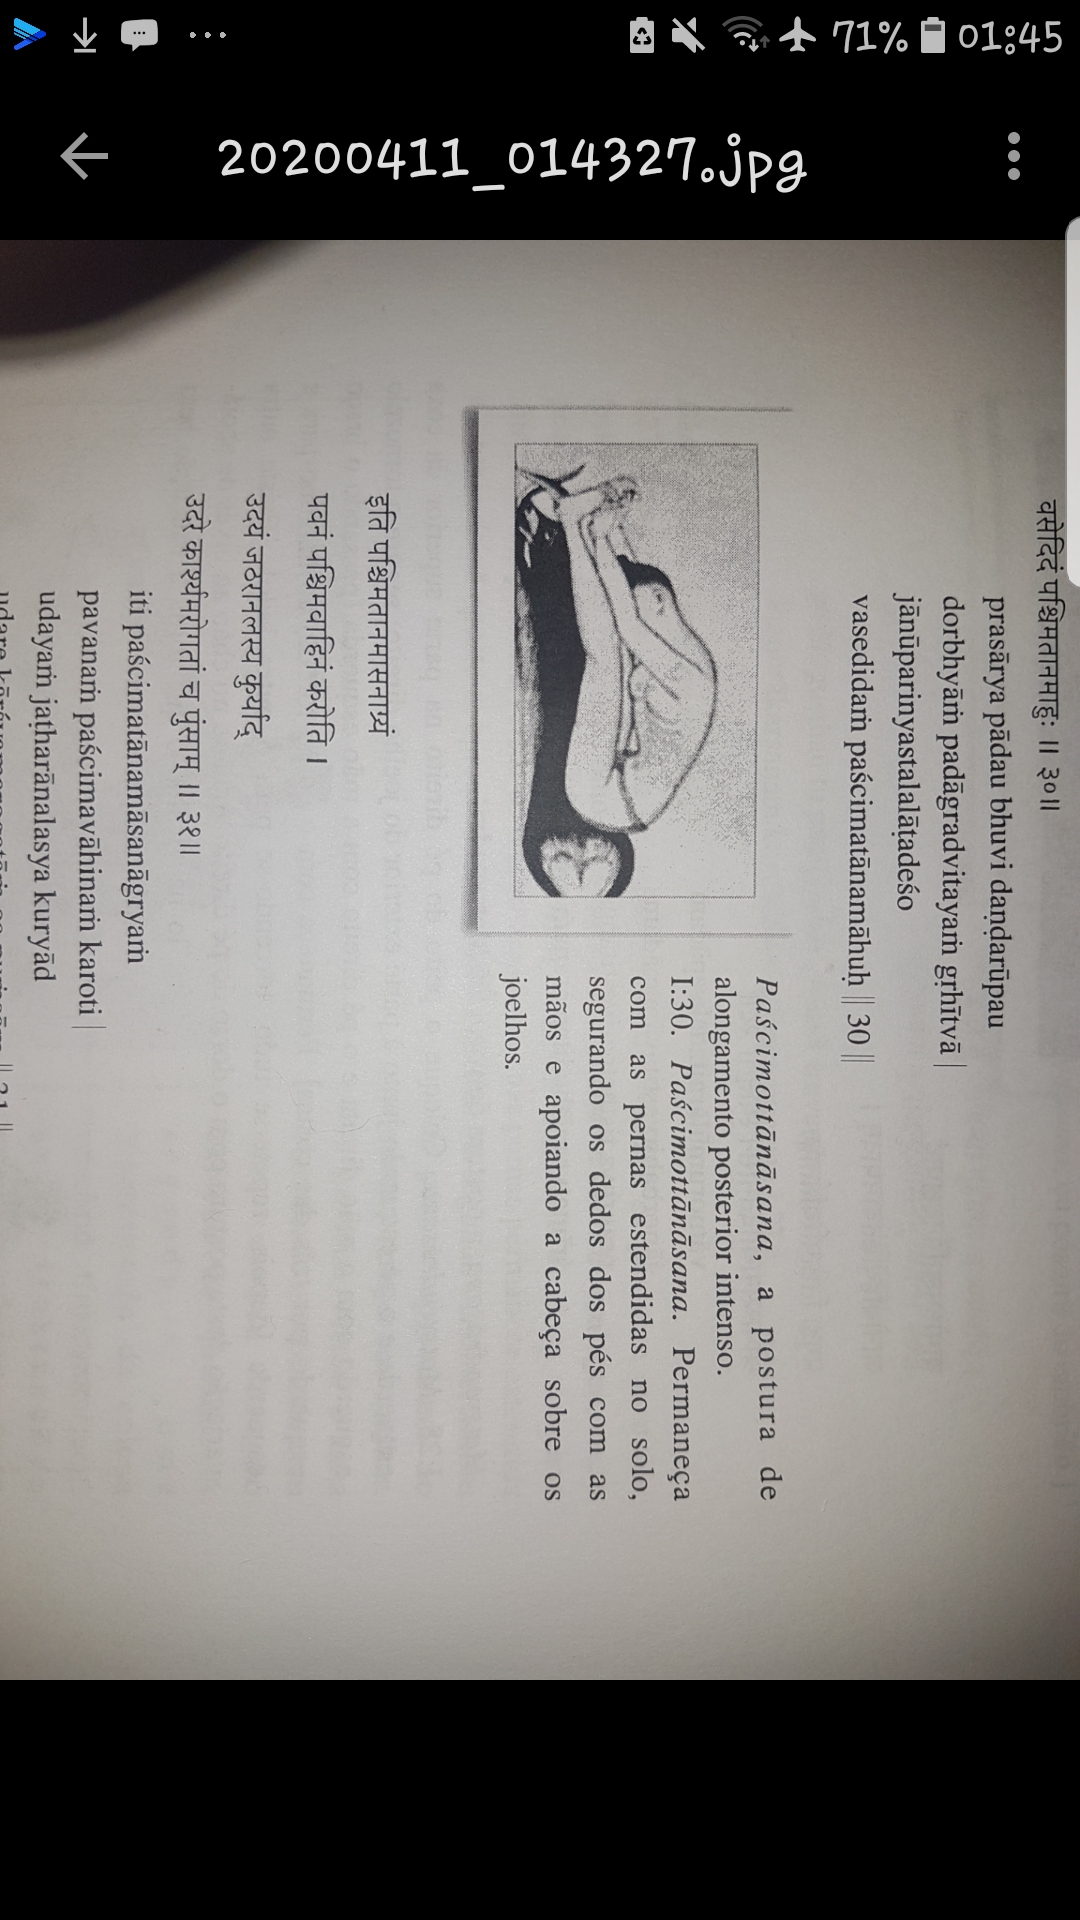 71% 01:45
20200411_014327.jpg
वसेदिदं पश्चिमतानमाहुः ॥ ३०॥
prasārya pādau bhuvi daṇḍarūpau
dorbhyāṁ padāgradvitayaṁ gṛhītvā |
jānūparinyastalalāṭadeśo
vasedidaṁ paścimatānamāhuḥ || 30 ||
Paścimottānāsana, a postura de
alongamento posterior intenso.
I:30. Paścimottānāsana. Permaneça
com as pernas estendidas no solo,
segurando os dedos dos pés com as
mãos e apoiando a cabeça sobre os
joelhos.
इति पश्चिमतानमासनाग्र्यं
पवनं पश्चिमवाहिनं करोति ।
उदयं जठरानलस्य कुर्याद्
उदरे कार्श्यमरोगतां च पुंसाम् ॥ ३१॥
iti paścimatānamāsanāgryaṁ
pavanaṁ paścimavāhinaṁ karoti |
udayaṁ jaṭharānalasya kuryād
udare